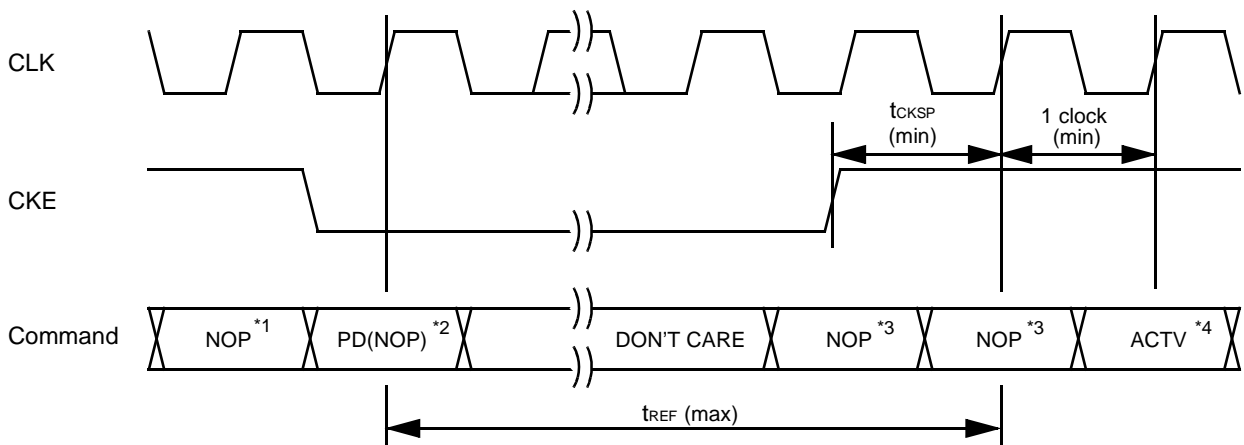 CLK
tCKSP
(min)
1 clock
(min)
CKE
Command
NOP *1
PD(NOP) *2
DON'T CARE
NOP *3
NOP *3
ACTV *4
tREF (max)